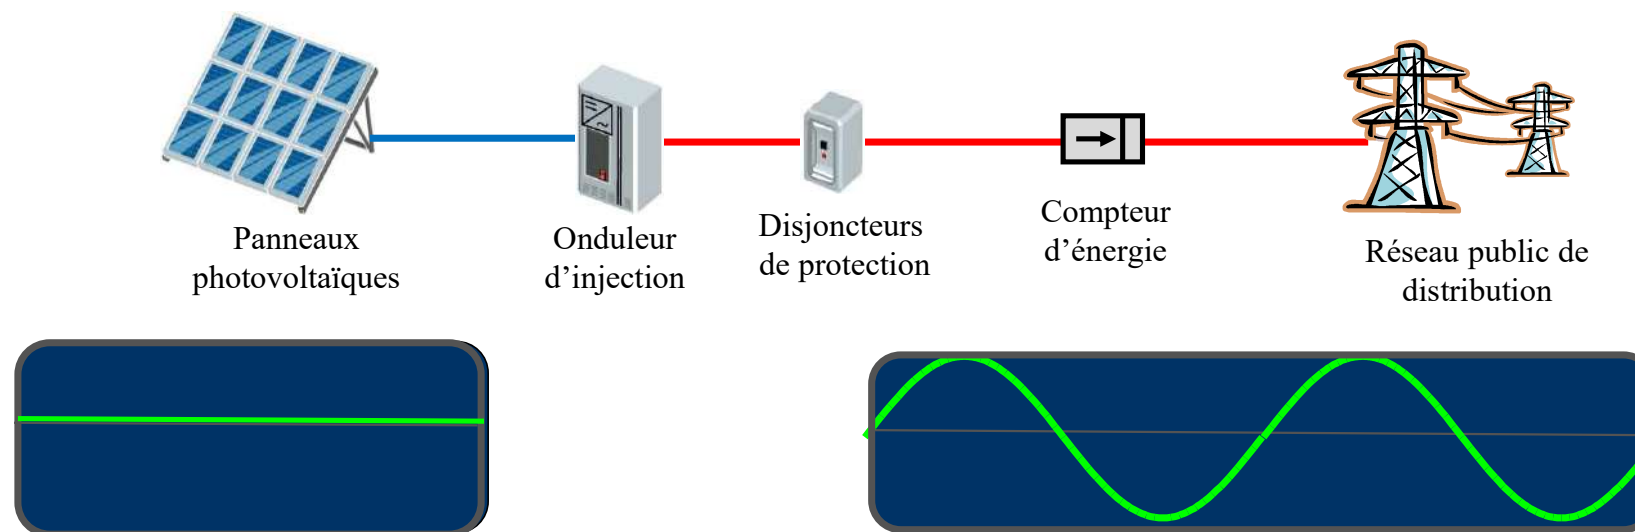 Panneaux
photovoltaïques
Onduleur
d’injection
Disjoncteurs
de protection
Compteur
d’énergie
Réseau public de
distribution